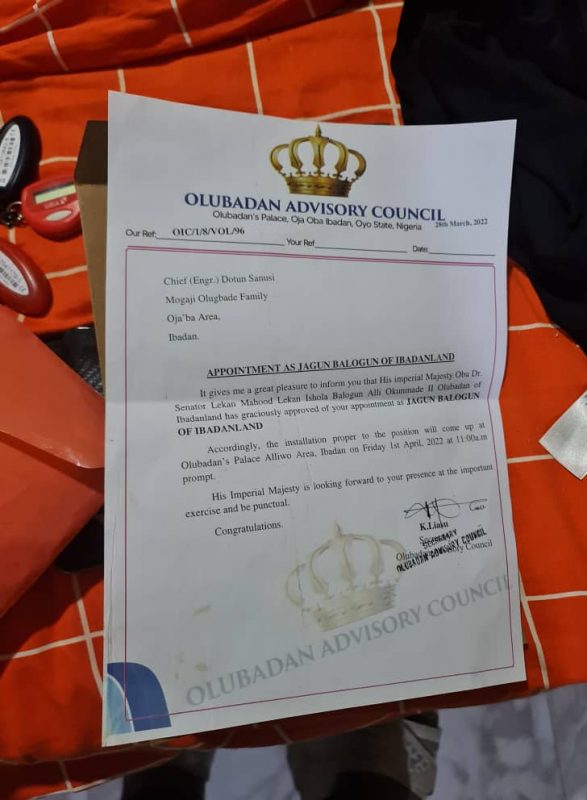 OLUBADAN ADVISORY COUNCIL
Olubadan's Palace, Oja Oba Ibadan, Oyo State, Nigeria
28th March, 2022
Our Ref: OIC/1/8/VOL/96 Your Ref Date:
Chief (Engr.) Dotun Sanusi
Mogaji Olugbade Family
Oja'ba Area,
Ibadan.
APPOINTMENT AS JAGUN BALOGUN OF IBADANLAND
It gives me a great pleasure to inform you that His imperial Majesty Oba Dr.
Senator Lekan Mahood Lekan Ishola Balogun Alli Okunmade II Olubadan of
Ibadanland has graciously approved of your appointment as JAGUN BALOGUN
OF IBADANLAND
Accordingly, the installation proper to the position will come up at
Olubadan's Palace Alliwo Area, Ibadan on Friday 1st April, 2022 at 11:00a.m
prompt.
His Imperial Majesty is looking forward to your presence at the important
exercise and be punctual.
Congratulations.
K.Liadu
Secretary
SECRETARY
Olubadan Advisory Council
OLUBADAN ADVISORY COUNCIL
OLUBADAN ADVISORY COUNCIL